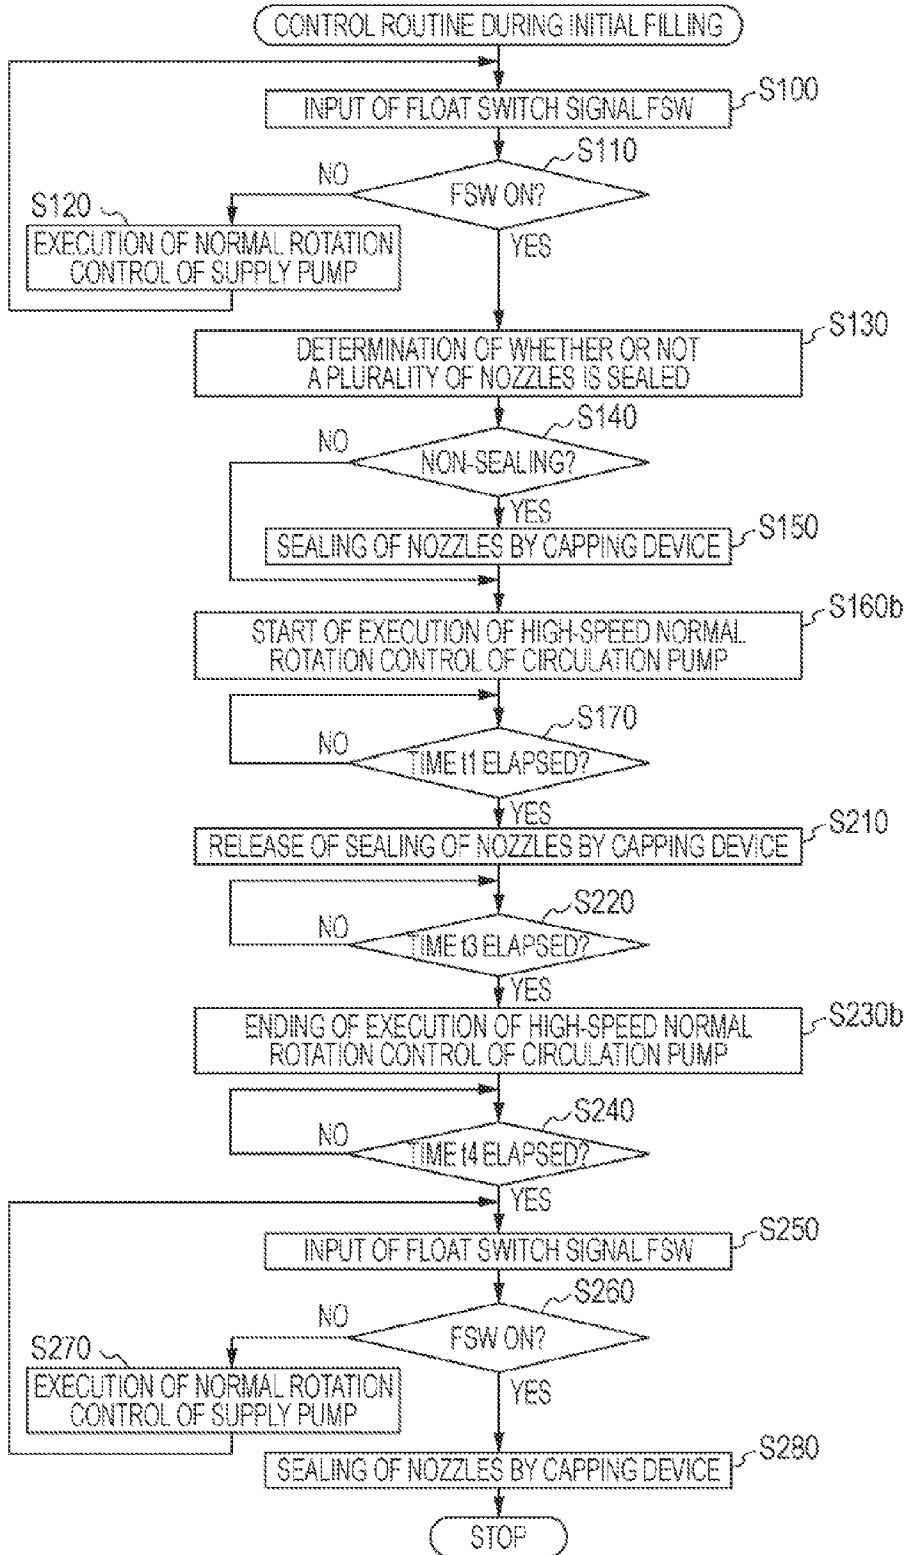 CONTROL ROUTINE DURING INITIAL FILLING
S100
INPUT OF FLOAT SWITCH SIGNAL FSW
S110
NO
FSW ON?
S120
YES
EXECUTION OF NORMAL ROTATION
CONTROL OF SUPPLY PUMP
S130
DETERMINATION OF WHETHER OR NOT
A PLURALITY OF NOZZLES IS SEALED
S140
NO
NON-SEALING?
YES
S150
SEALING OF NOZZLES BY CAPPING DEVICE
S160b
START OF EXECUTION OF HIGH-SPEED NORMAL
ROTATION CONTROL OF CIRCULATION PUMP
S170
NO
TIME t1 ELAPSED?
YES
S210
RELEASE OF SEALING OF NOZZLES BY CAPPING DEVICE
S220
NO
TIME t3 ELAPSED?
YES
S230b
ENDING OF EXECUTION OF HIGH-SPEED NORMAL
ROTATION CONTROL OF CIRCULATION PUMP
S240
NO
TIME t4 ELAPSED?
YES
S250
INPUT OF FLOAT SWITCH SIGNAL FSW
S260
NO
FSW ON?
S270
YES
EXECUTION OF NORMAL ROTATION
CONTROL OF SUPPLY PUMP
S280
SEALING OF NOZZLES BY CAPPING DEVICE
STOP